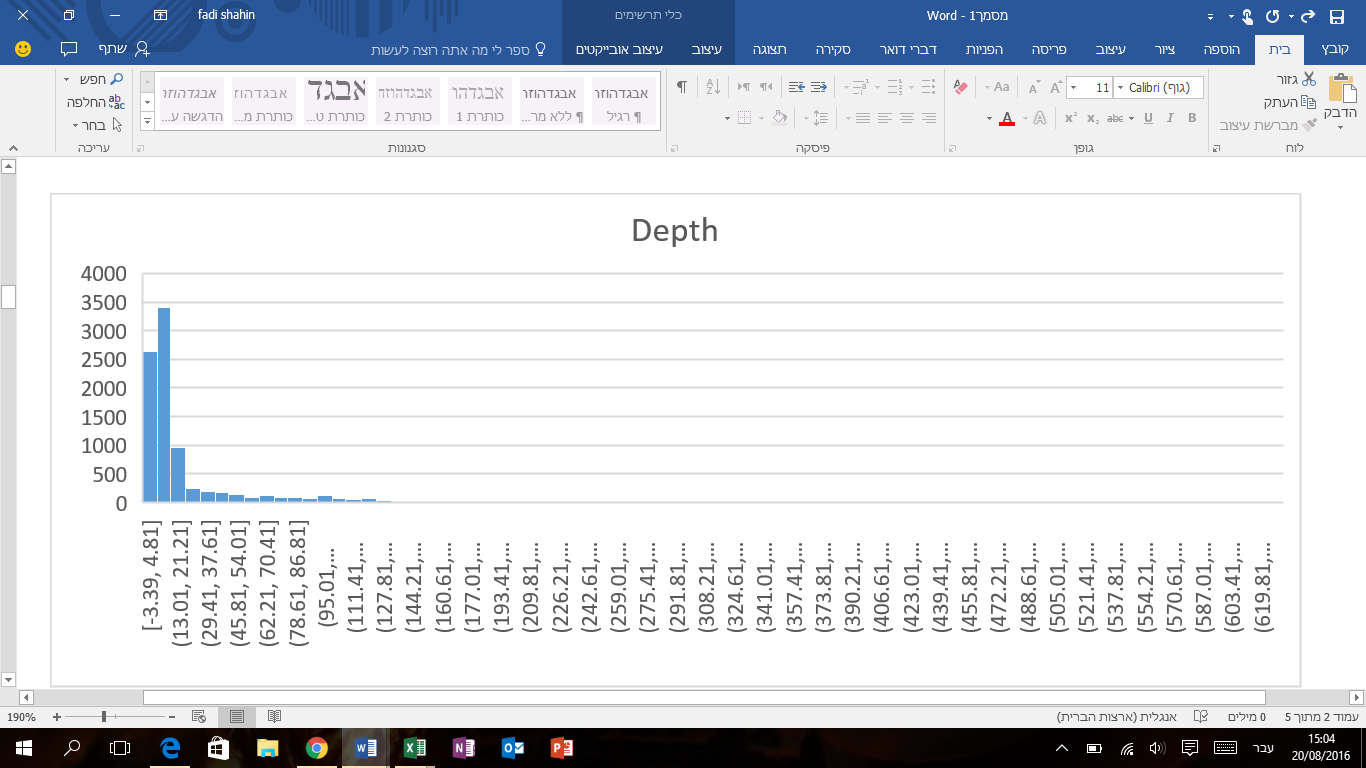 fadi shahin
כלי תרשימים
מסמך1 - Word
קובץ
בית
הוספה
ציור
עיצוב
פריסה
הפניות
דברי דואר
סקירה
תצוגה
עיצוב
עיצוב אובייקטים
ספר לי מה אתה רוצה לעשות
שתף
הדבק
גזור
העתק
מברשת עיצוב
לוח
Calibri (גוף)
11
Aa
B I U abc x₂ x² A A
גופן
פיסקה
אבגדהוזו
¶ רגיל
אבגדהוזו
¶ ללא מר...
אבגדהו
כותרת 1
אבגדהוזה
כותרת 2
אבגד
כותרת ט...
אבגדהוז
כותרת מ...
אבגדהוזו
הדגשה ע...
סגנונות
חפש
החלפה
בחר
עריכה
Depth
4000
3500
3000
2500
2000
1500
1000
500
0
[-3.39, 4.81]
(13.01, 21.21]
(29.41, 37.61]
(45.81, 54.01]
(62.21, 70.41]
(78.61, 86.81]
(95.01,...
(111.41,...
(127.81,...
(144.21,...
(160.61,...
(177.01,...
(193.41,...
(209.81,...
(226.21,...
(242.61,...
(259.01,...
(275.41,...
(291.81,...
(308.21,...
(324.61,...
(341.01,...
(357.41,...
(373.81,...
(390.21,...
(406.61,...
(423.01,...
(439.41,...
(455.81,...
(472.21,...
(488.61,...
(505.01,...
(521.41,...
(537.81,...
(554.21,...
(570.61,...
(587.01,...
(603.41,...
(619.81,...
עמוד 2 מתוך 5
0 מילים
אנגלית (ארצות הברית)
190%
עבר
15:04
20/08/2016